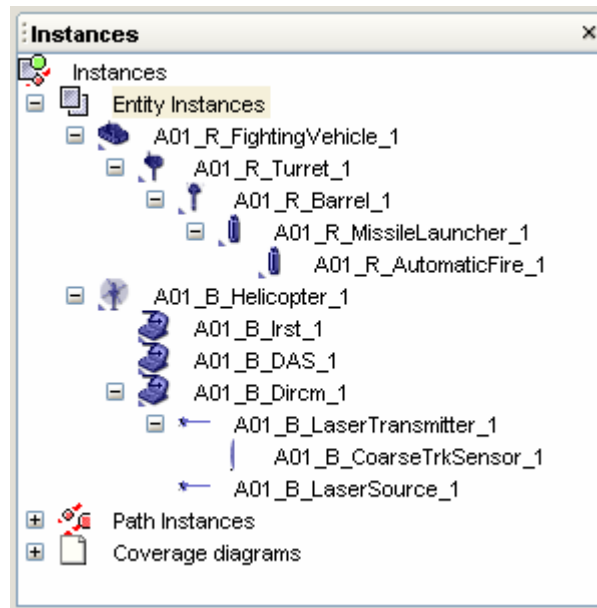 Instances
Instances
Entity Instances
A01_R_FightingVehicle_1
A01_R_Turret_1
A01_R_Barrel_1
A01_R_MissileLauncher_1
A01_R_AutomaticFire_1
A01_B_Helicopter_1
A01_B_Irst_1
A01_B_DAS_1
A01_B_Dircm_1
A01_B_LaserTransmitter_1
A01_B_CoarseTrkSensor_1
A01_B_LaserSource_1
Path Instances
Coverage diagrams